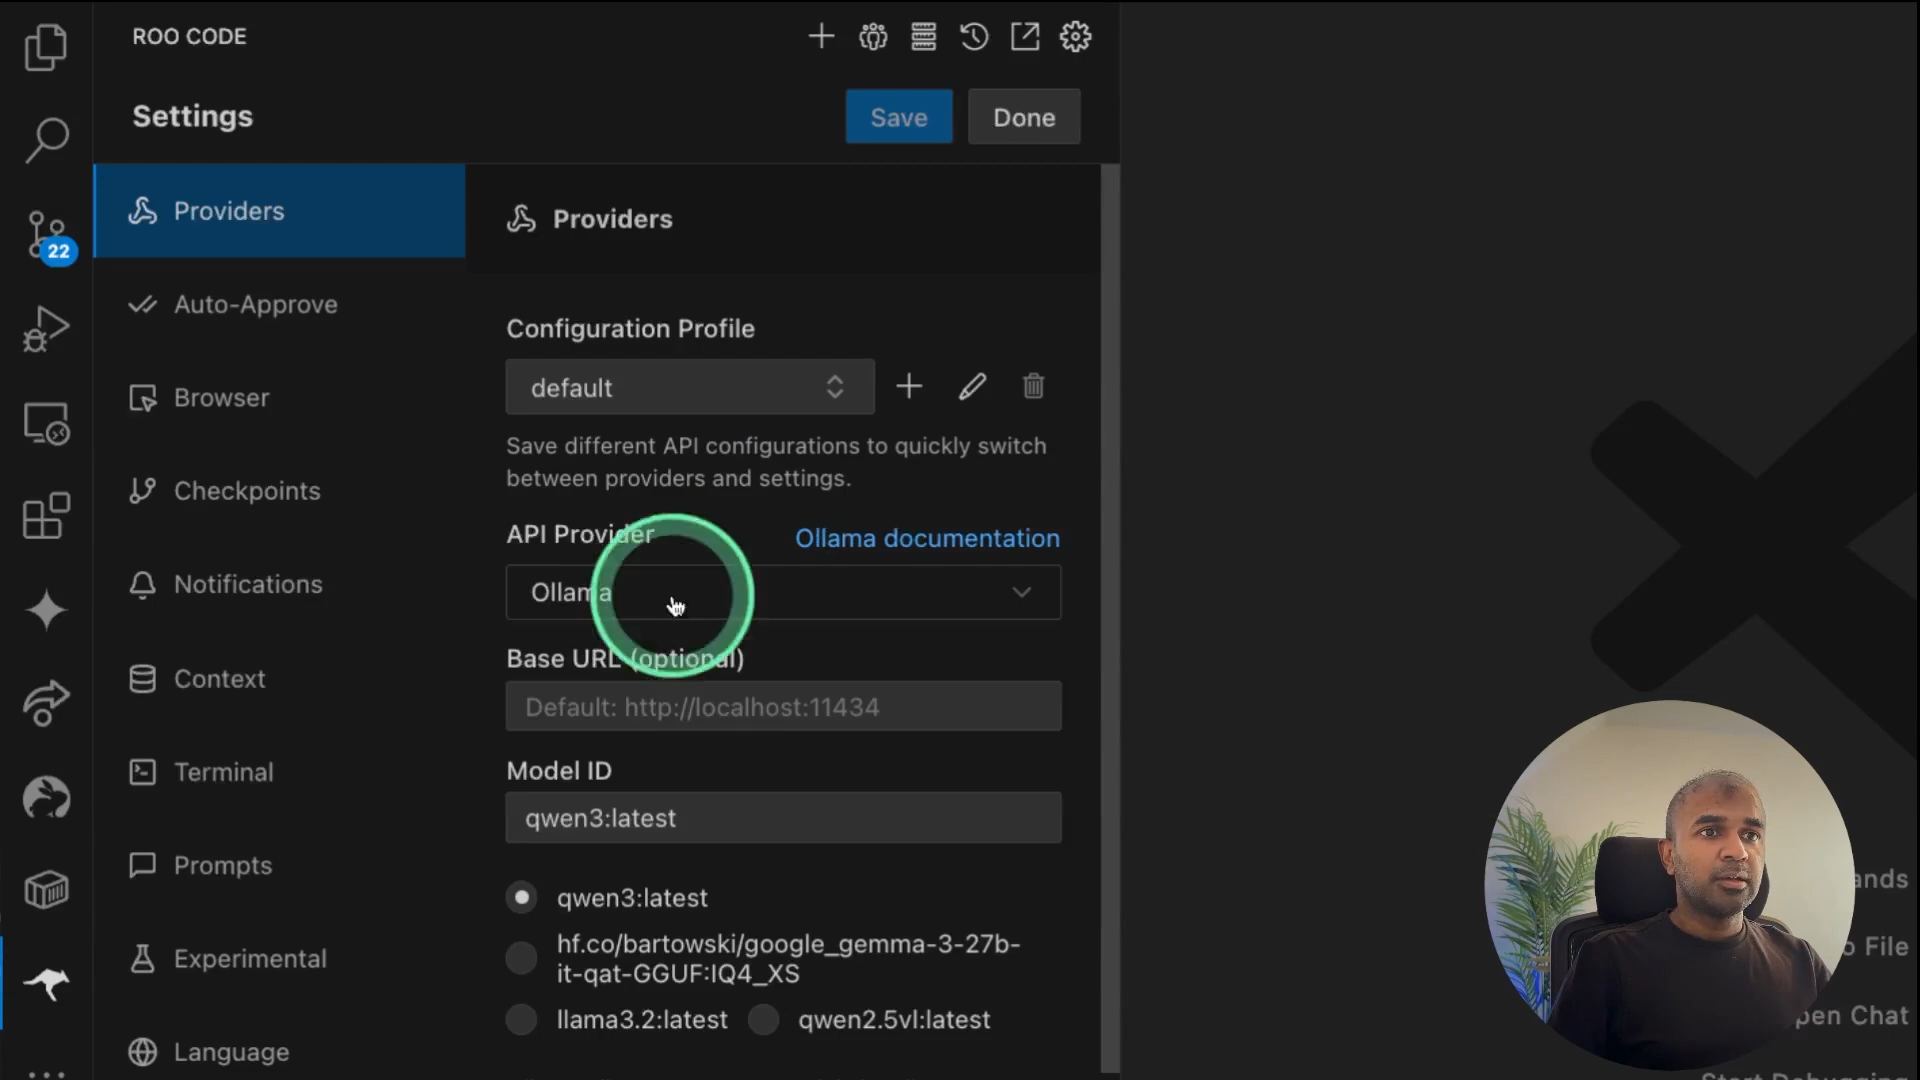 ROO CODE
Settings
Save
Done
22
Providers
Auto-Approve
Browser
Checkpoints
Notifications
Context
Terminal
Prompts
Experimental
Language
Providers
Configuration Profile
default
Save different API configurations to quickly switch
between providers and settings.
API Provider
Ollama documentation
Ollama
Base URL (optional)
Default: http://localhost:11434
Model ID
qwen3:latest
qwen3:latest
hf.co/bartowski/google_gemma-3-27b-
it-qat-GGUF:IQ4_XS
llama3.2:latest
qwen2.5vl:latest
ands
o File
pen Chat